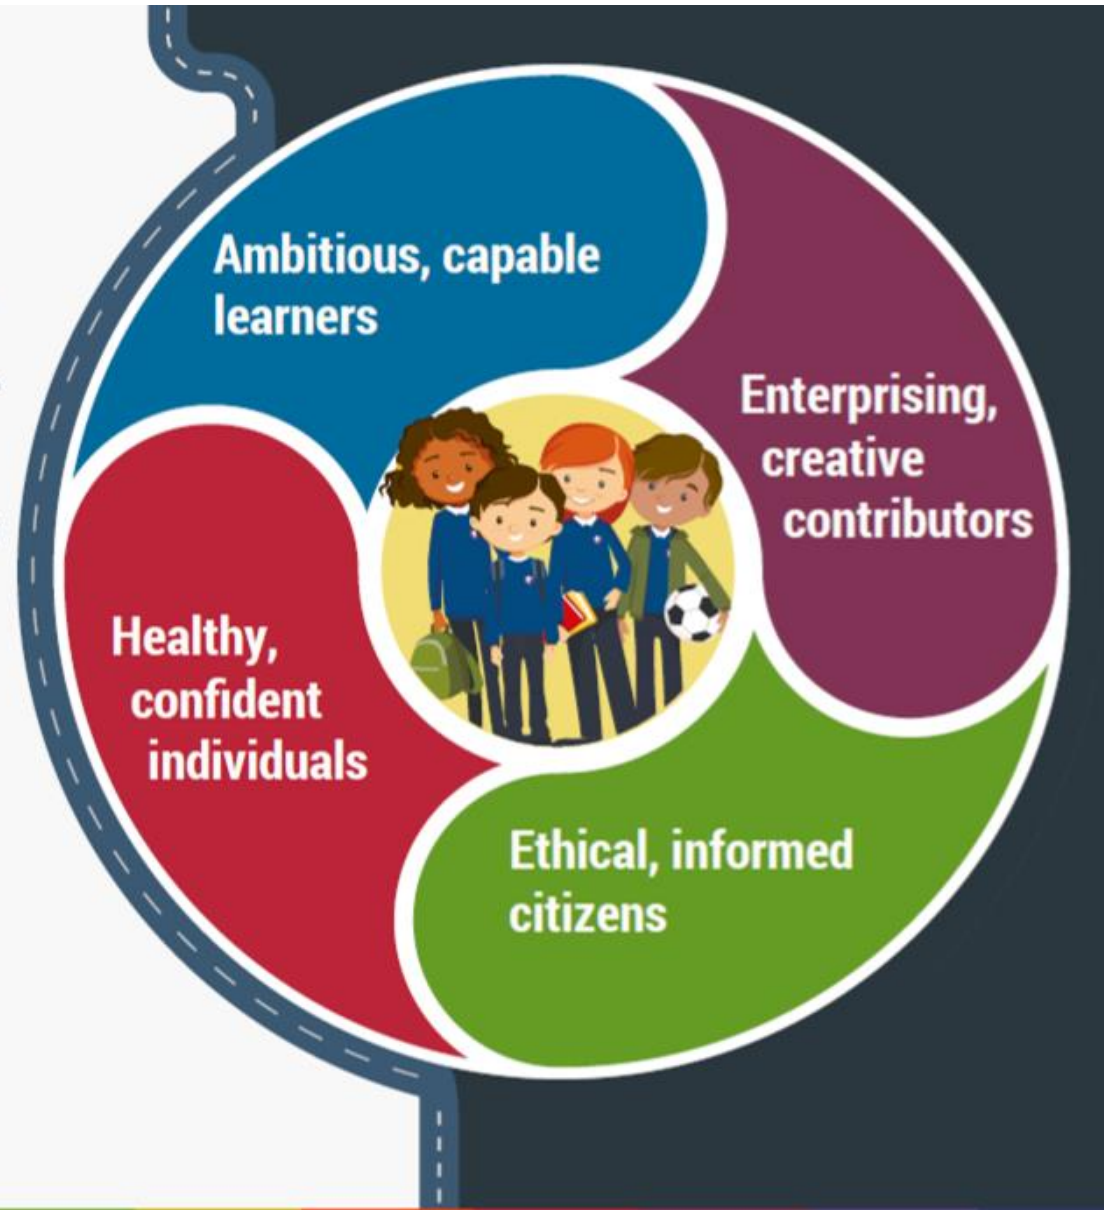 Ambitious, capable
learners
Enterprising,
creative
contributors
Healthy,
confident
individuals
Ethical, informed
citizens